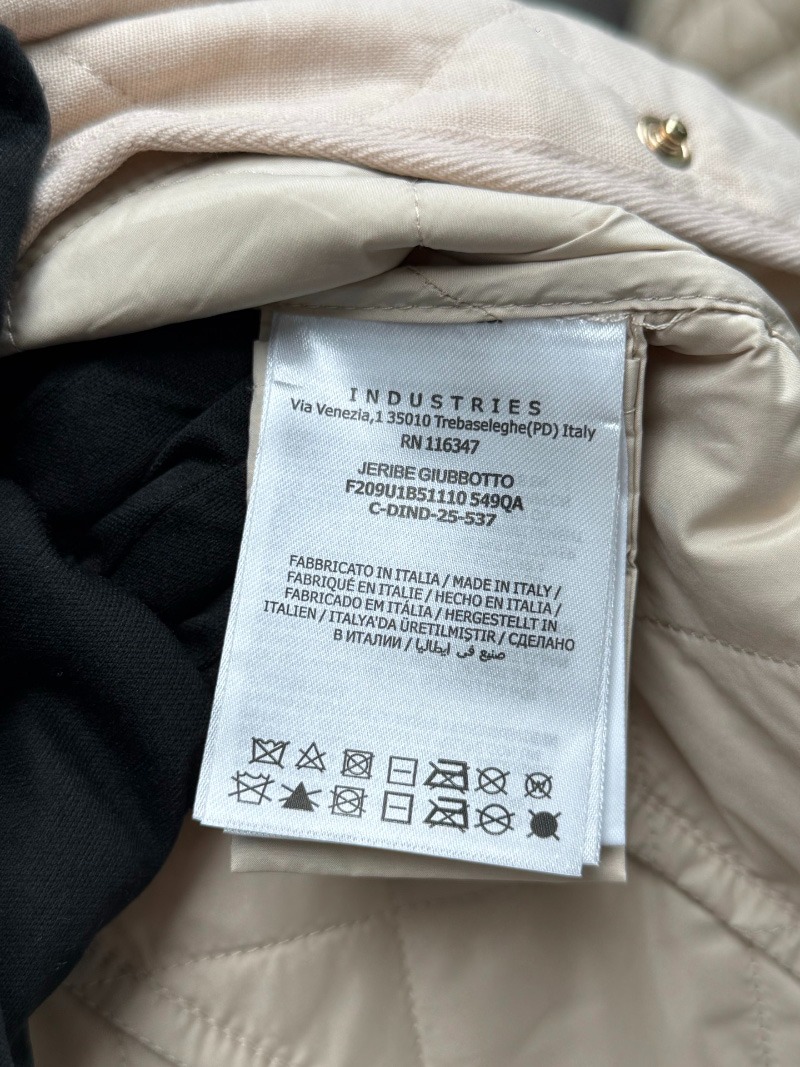 INDUSTRIES
Via Venezia,1 35010 Trebaseleghe(PD) Italy
RN 116347
JERIBE GIUBBOTTO
F209U1B51110 549QA
C-DIND-25-537
FABBRICATO IN ITALIA / MADE IN ITALY /
FABRIQUÉ EN ITALIE / HECHO EN ITALIA /
FABRICADO EM ITÁLIA / HERGESTELLT IN
ITALIEN / ITALYA'DA ÜRETILMIŞTIR / СДЕЛАНО
В ИТАЛИИ / صنع في إيطاليا
W